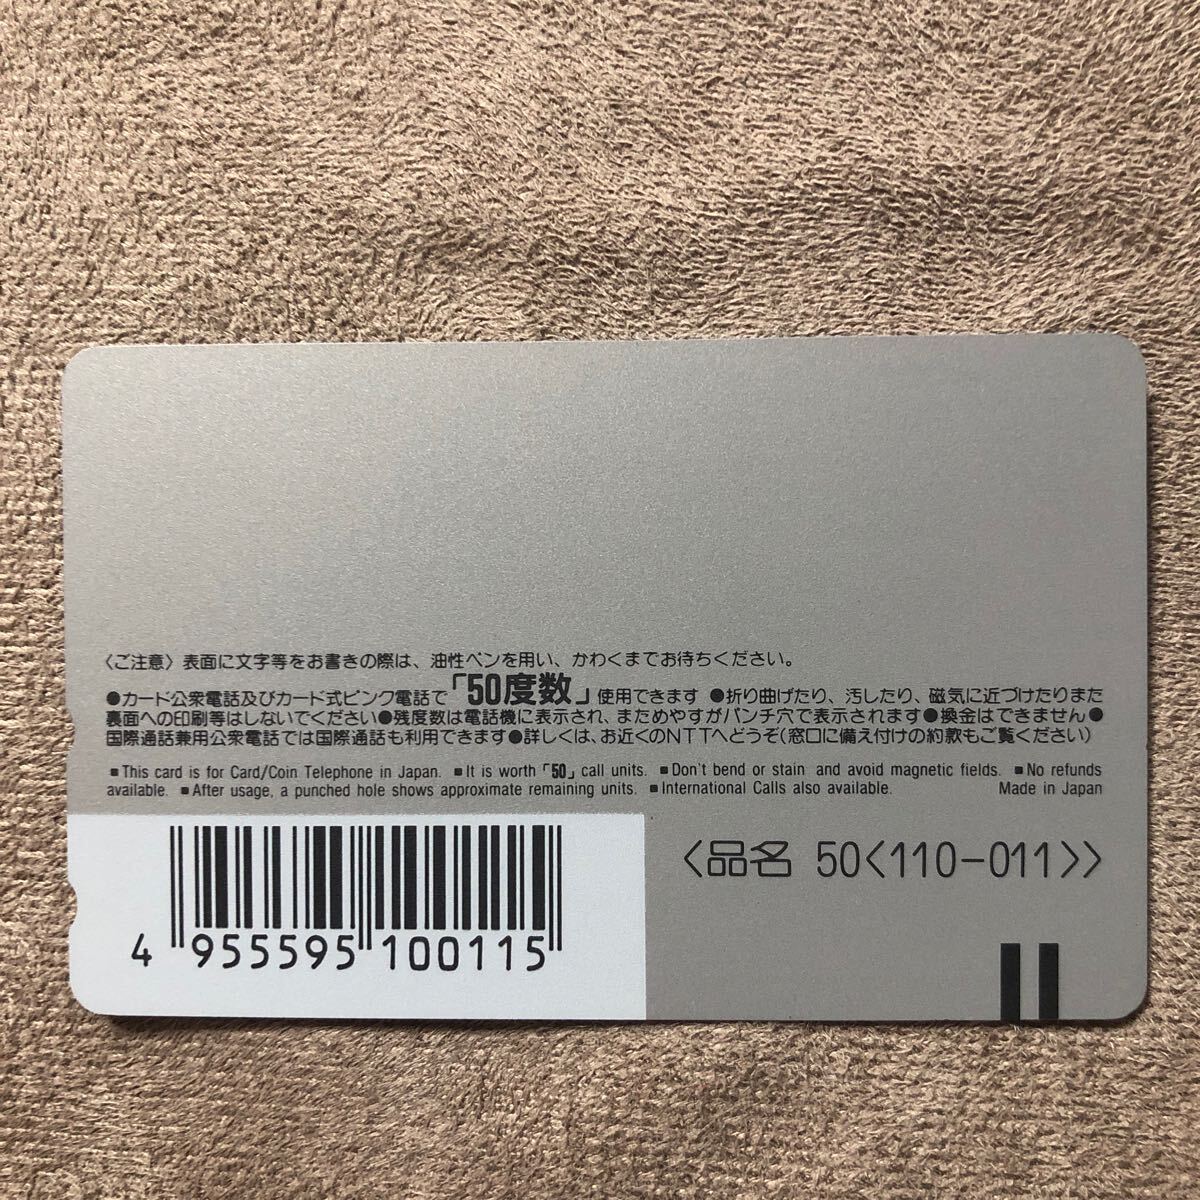 〈ご注意〉表面に文字等をお書きの際は、油性ペンを用い、かわくまでお待ちください。
●カード公衆電話及びカード式ピンク電話で「50度数」使用できます ●折り曲げたり、汚したり、磁気に近づけたりまた
裏面への印刷等はしないでください●残度数は電話機に表示され、まためやすがパンチ穴で表示されます●換金はできません●
国際通話兼用公衆電話では国際通話も利用できます●詳しくは、お近くのNTTへどうぞ(窓口に備え付けの約款もご覧ください)
■This card is for Card/Coin Telephone in Japan. ■It is worth「50」call units. ■Don't bend or stain and avoid magnetic fields. ■No refunds
available. ■After usage, a punched hole shows approximate remaining units. ■International Calls also available. Made in Japan
〈品名 50<110-011>〉
4 955595 100115